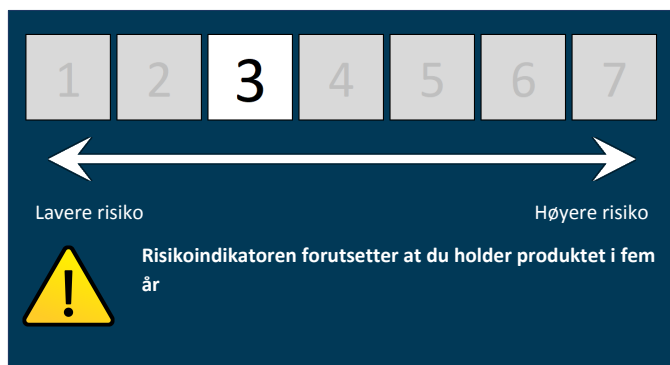 1 2 3 4 5 6 7
Lavere risiko Høyere risiko
Risikoindikatoren forutsetter at du holder produktet i fem
år